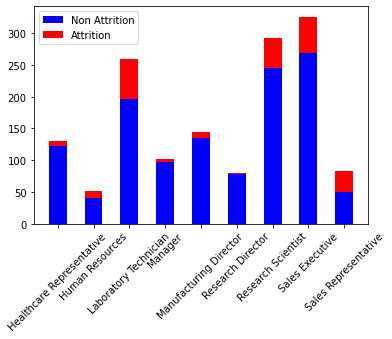 Non Attrition
Attrition
300
250
200
150
100
50
0
Healthcare Representative
Human Resources
Laboratory Technician
Manager
Manufacturing Director
Research Director
Research Scientist
Sales Executive
Sales Representative